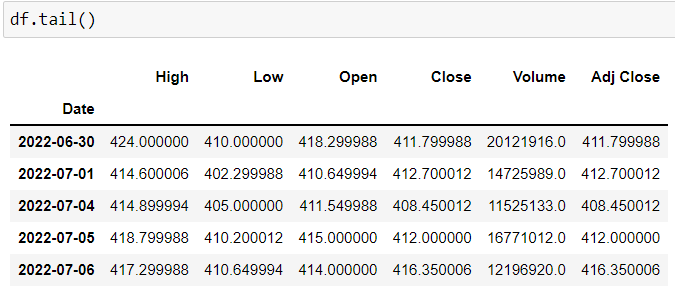 df.tail()
High Low Open Close Volume Adj Close
Date
2022-06-30 424.000000 410.000000 418.299988 411.799988 20121916.0 411.799988
2022-07-01 414.600006 402.299988 410.649994 412.700012 14725989.0 412.700012
2022-07-04 414.899994 405.000000 411.549988 408.450012 11525133.0 408.450012
2022-07-05 418.799988 410.200012 415.000000 412.000000 16771012.0 412.000000
2022-07-06 417.299988 410.649994 414.000000 416.350006 12196920.0 416.350006